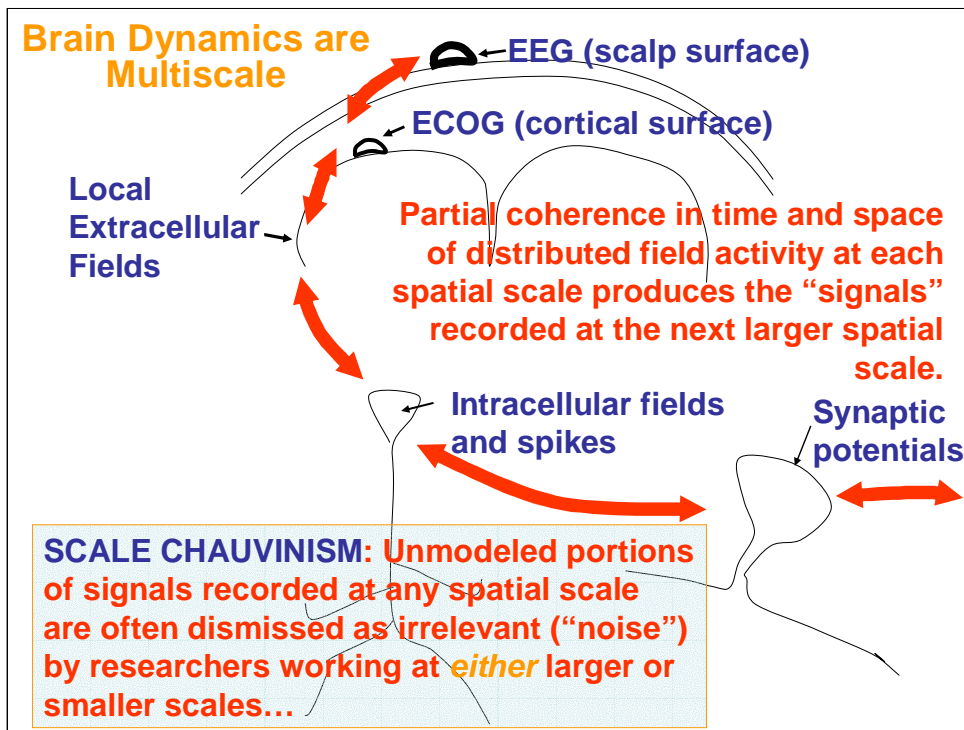 Brain Dynamics are
Multiscale
EEG (scalp surface)
ECOG (cortical surface)
Local
Extracellular
Fields
Partial coherence in time and space
of distributed field activity at each
spatial scale produces the “signals”
recorded at the next larger spatial
scale.
Intracellular fields
and spikes
Synaptic
potentials
SCALE CHAUVINISM: Unmodeled portions
of signals recorded at any spatial scale
are often dismissed as irrelevant (“noise”)
by researchers working at either larger or
smaller scales…